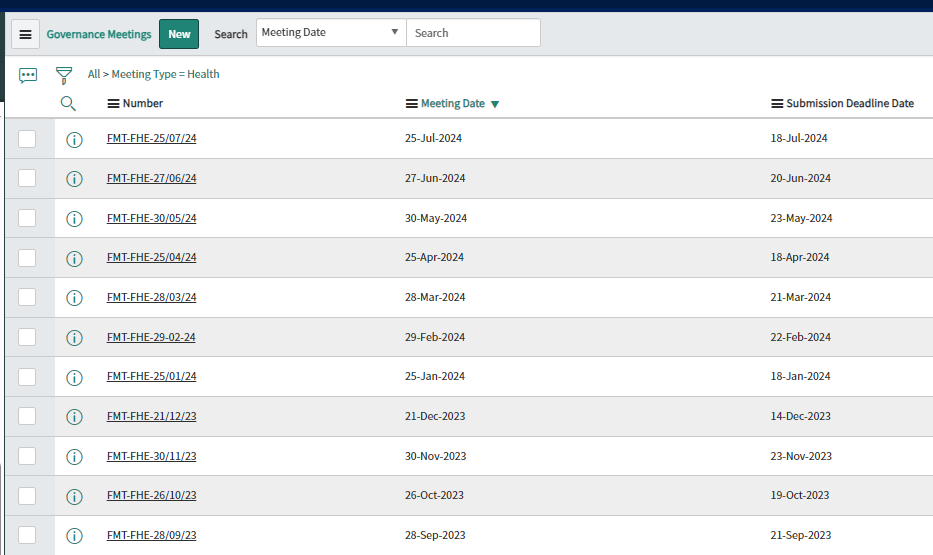 Governance Meetings New Search Meeting Date Search
All > Meeting Type = Health
Number Meeting Date Submission Deadline Date
FMT-FHE-25/07/24 25-Jul-2024 18-Jul-2024
FMT-FHE-27/06/24 27-Jun-2024 20-Jun-2024
FMT-FHE-30/05/24 30-May-2024 23-May-2024
FMT-FHE-25/04/24 25-Apr-2024 18-Apr-2024
FMT-FHE-28/03/24 28-Mar-2024 21-Mar-2024
FMT-FHE-29-02-24 29-Feb-2024 22-Feb-2024
FMT-FHE-25/01/24 25-Jan-2024 18-Jan-2024
FMT-FHE-21/12/23 21-Dec-2023 14-Dec-2023
FMT-FHE-30/11/23 30-Nov-2023 23-Nov-2023
FMT-FHE-26/10/23 26-Oct-2023 19-Oct-2023
FMT-FHE-28/09/23 28-Sep-2023 21-Sep-2023